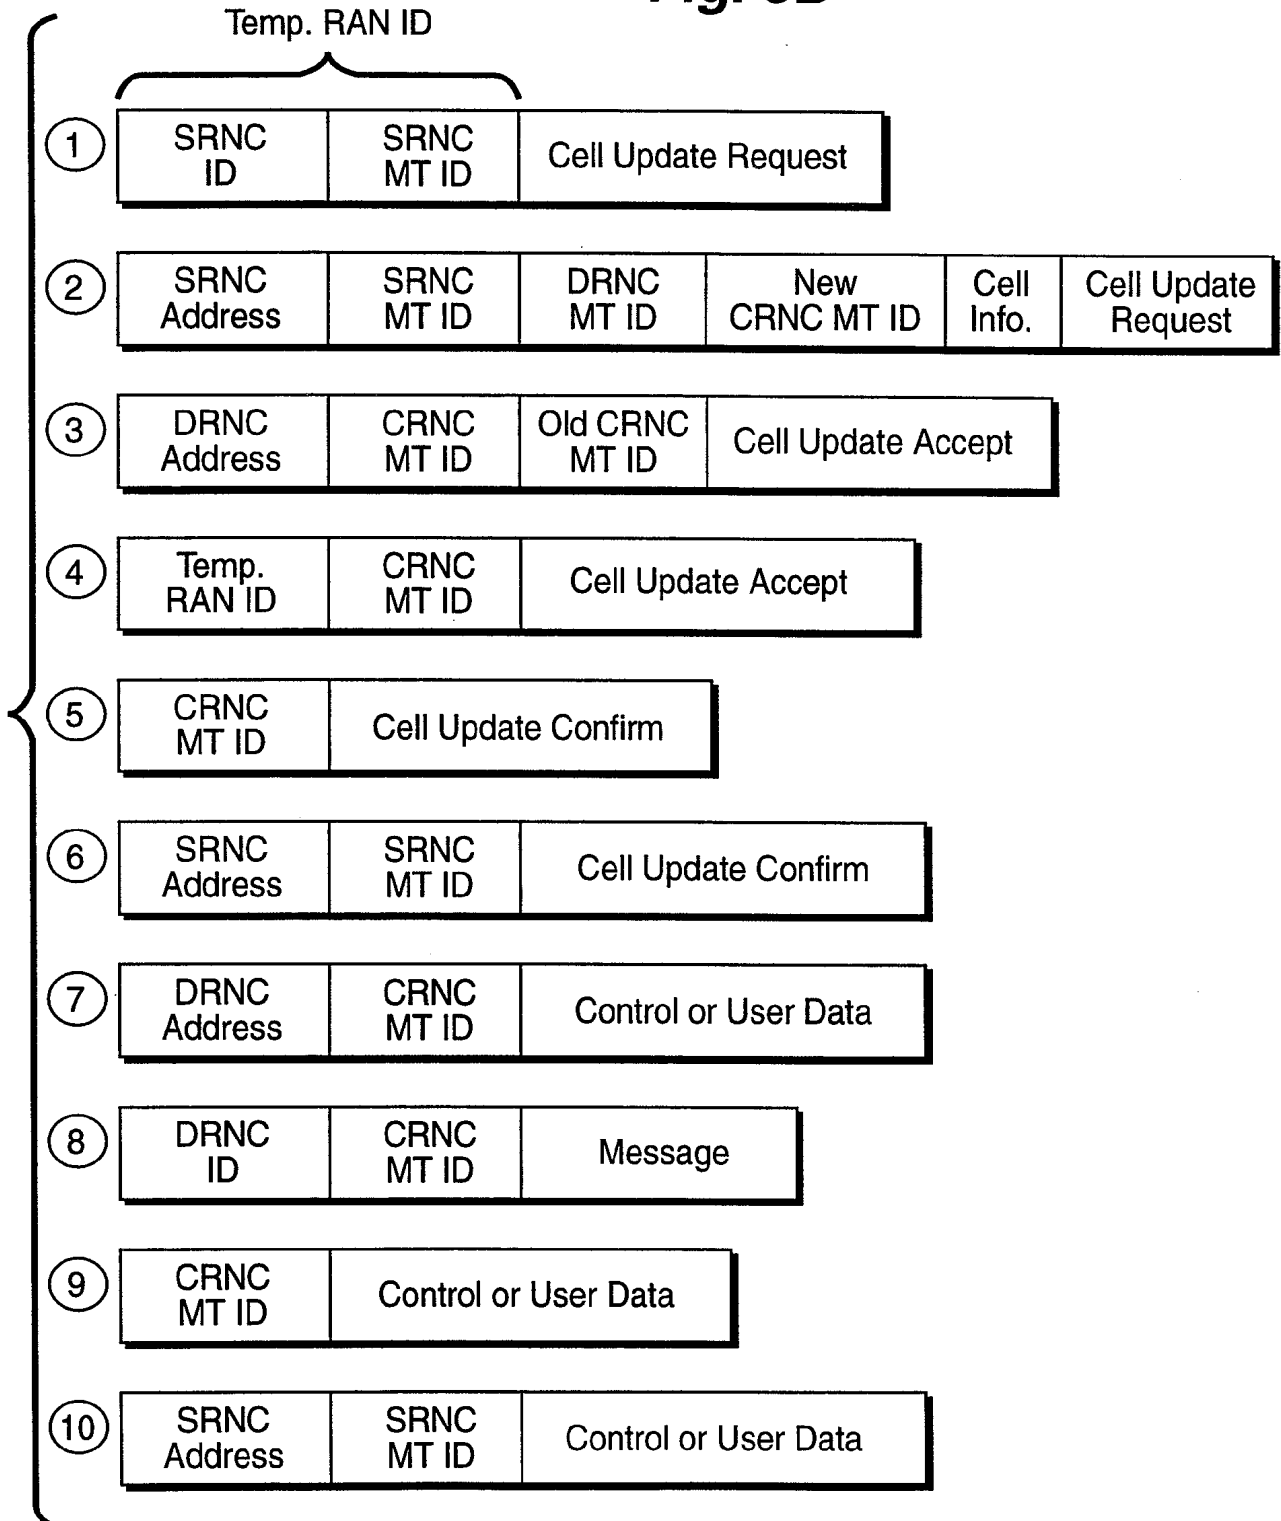 Temp. RAN ID
1
SRNC
ID
SRNC
MT ID
Cell Update Request
2
SRNC
Address
SRNC
MT ID
DRNC
MT ID
New
CRNC MT ID
Cell
Info.
Cell Update
Request
3
DRNC
Address
CRNC
MT ID
Old CRNC
MT ID
Cell Update Accept
4
Temp.
RAN ID
CRNC
MT ID
Cell Update Accept
5
CRNC
MT ID
Cell Update Confirm
6
SRNC
Address
SRNC
MT ID
Cell Update Confirm
7
DRNC
Address
CRNC
MT ID
Control or User Data
8
DRNC
ID
CRNC
MT ID
Message
9
CRNC
MT ID
Control or User Data
10
SRNC
Address
SRNC
MT ID
Control or User Data